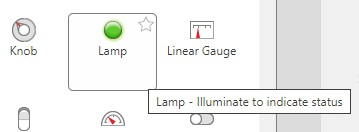 Knob
Lamp
Linear Gauge
Lamp - Illuminate to indicate status